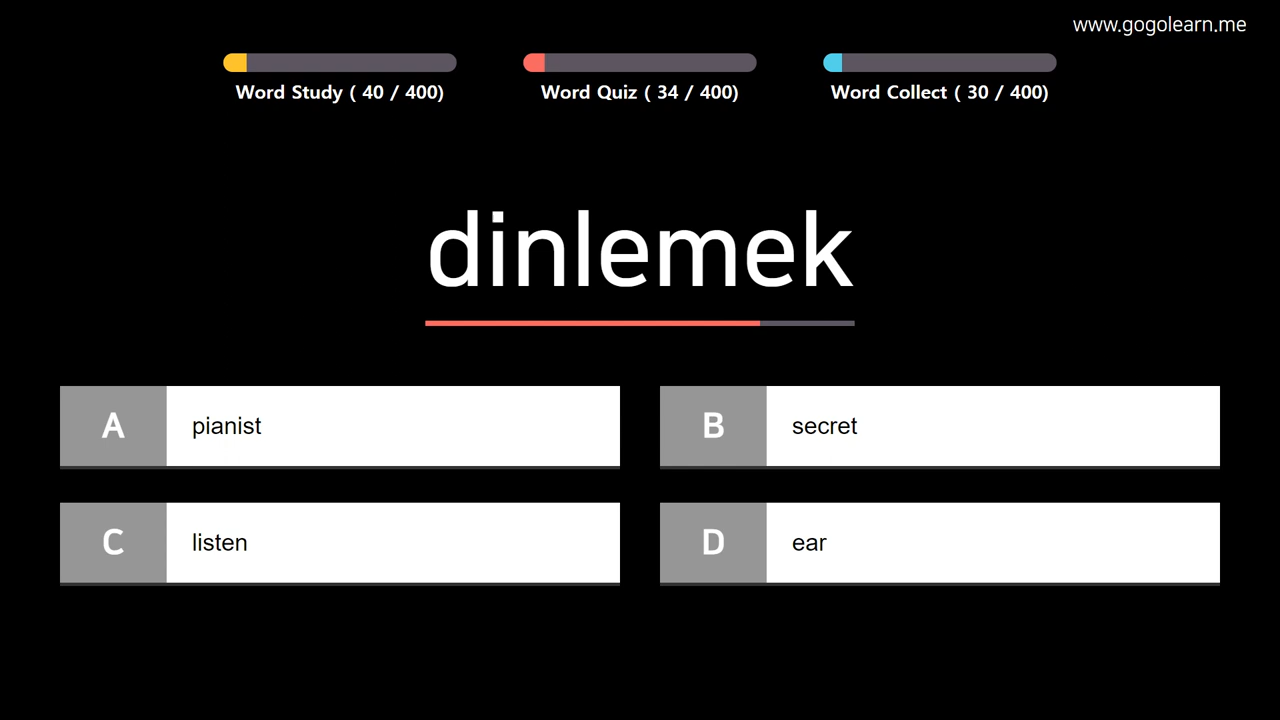 www.gogolearn.me
Word Study ( 40 / 400)
Word Quiz ( 34 / 400)
Word Collect ( 30 / 400)
dinlemek
A pianist
B secret
C listen
D ear